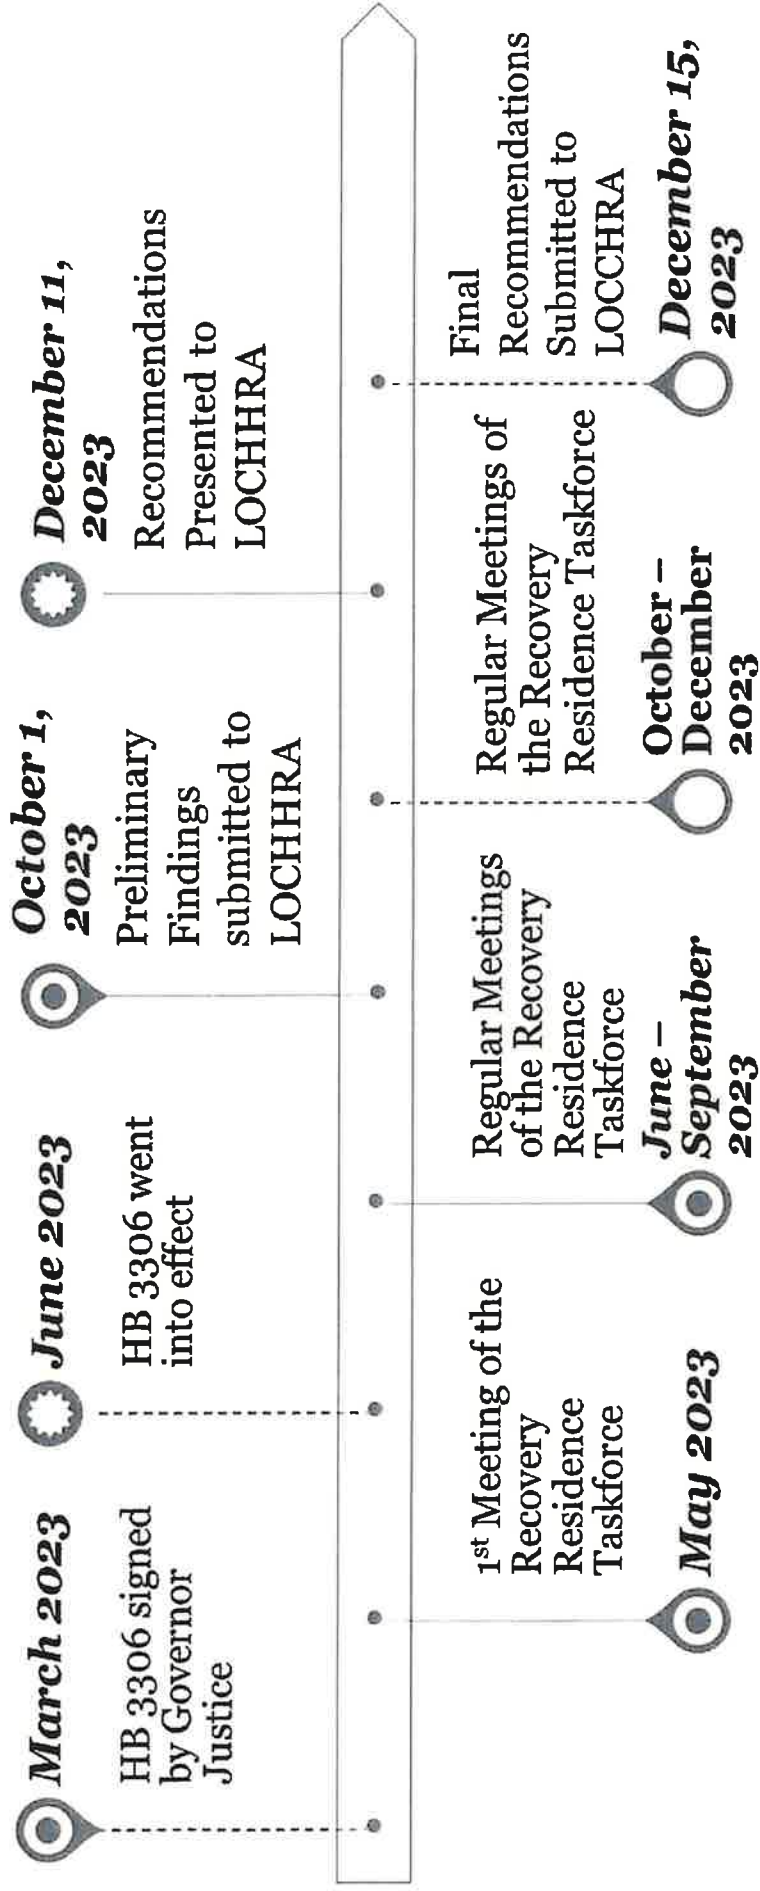 March 2023
HB 3306 signed
by Governor
Justice
June 2023
HB 3306 went
into effect
October 1,
2023
Preliminary
Findings
submitted to
LOCHHRA
December 11,
2023
Recommendations
Presented to
LOCHHRA
1st Meeting of the
Recovery
Residence
Taskforce
May 2023
Regular Meetings
of the Recovery
Residence
Taskforce
June –
September
2023
Regular Meetings of
the Recovery
Residence Taskforce
October –
December
2023
Final
Recommendations
Submitted to
LOCCHRA
December 15,
2023